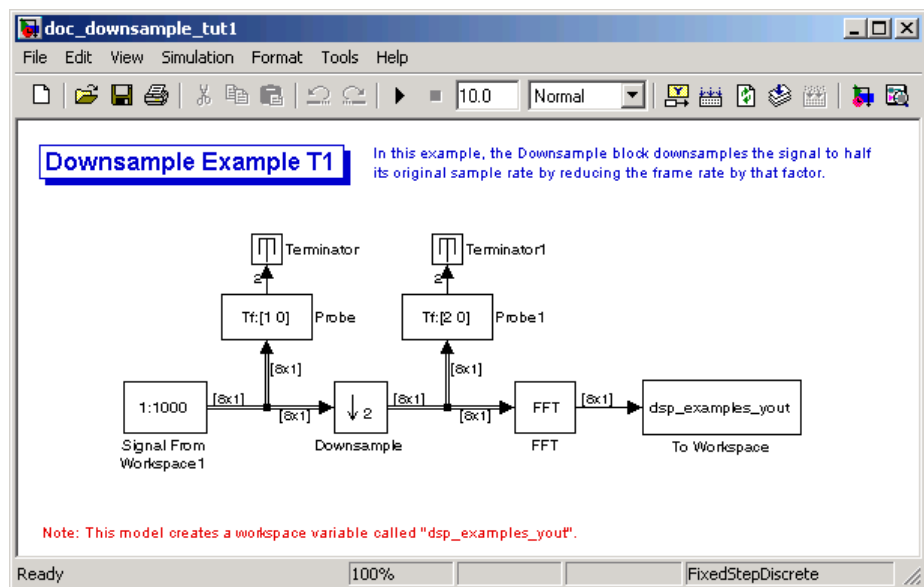 doc_downsample_tut1
File Edit View Simulation Format Tools Help
10.0 Normal
Downsample Example T1
In this example, the Downsample block downsamples the signal to half
its original sample rate by reducing the frame rate by that factor.
Terminator
Terminator1
2
2
Tf:[1 0]
Probe
Tf:[2 0]
Probe1
[8x1]
[8x1]
1:1000
[8x1]
[8x1]
↓ 2
[8x1]
[8x1]
FFT
[8x1]
dsp_examples_yout
Signal From
Workspace1
Downsample
FFT
To Workspace
Note: This model creates a workspace variable called "dsp_examples_yout".
Ready 100% FixedStepDiscrete